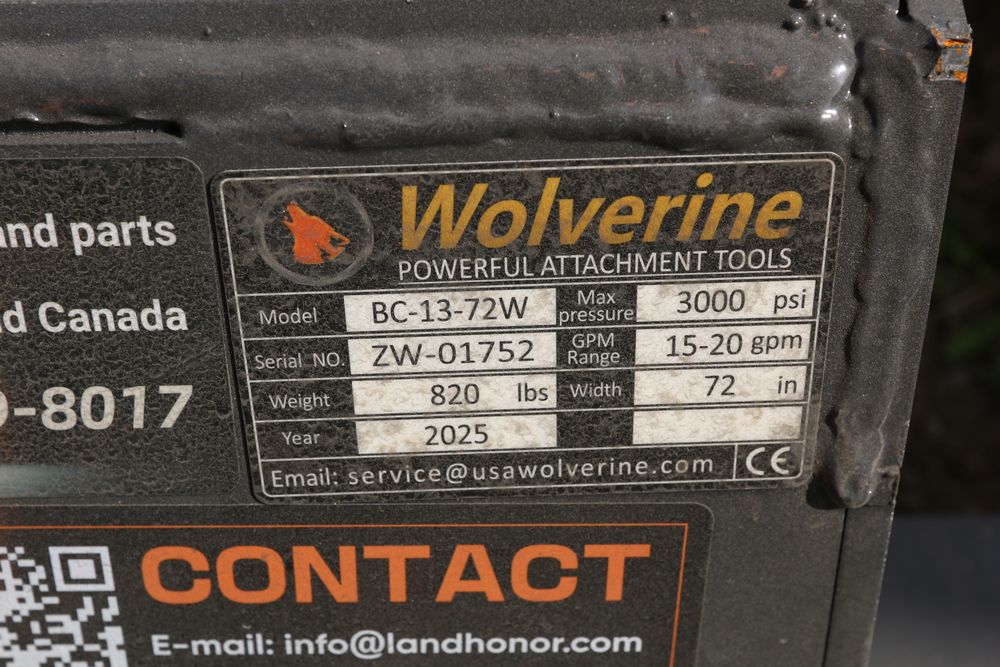 and parts
d Canada
-8017
Wolverine
POWERFUL ATTACHMENT TOOLS
Model BC-13-72W Max pressure 3000 psi
Serial NO. ZW-01752 GPM Range 15-20 gpm
Weight 820 lbs Width 72 in
Year 2025
Email: service@usawolverine.com CE
CONTACT
E-mail: info@landhonor.com